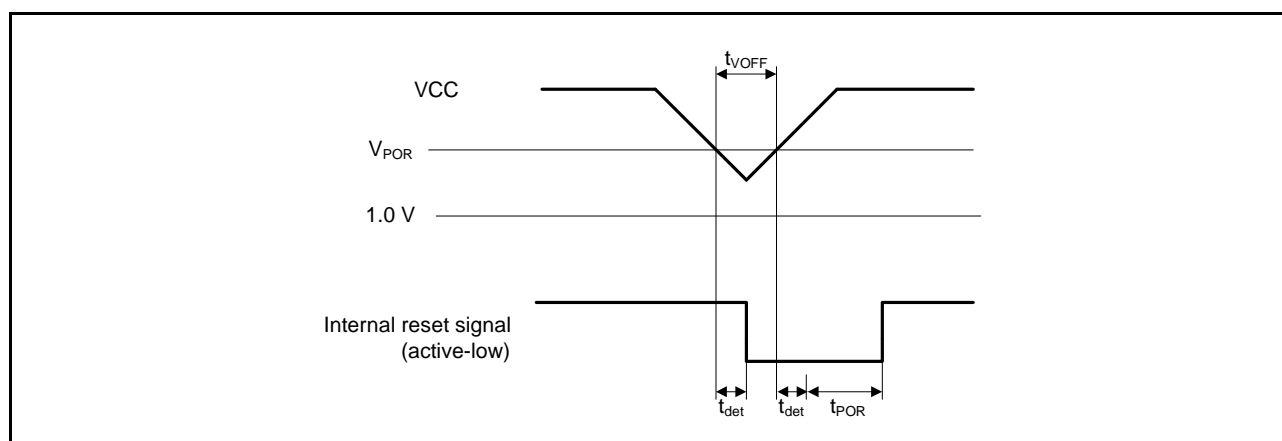 tVOFF
VCC
VPOR
1.0 V
Internal reset signal
(active-low)
tdet
tdet
tPOR